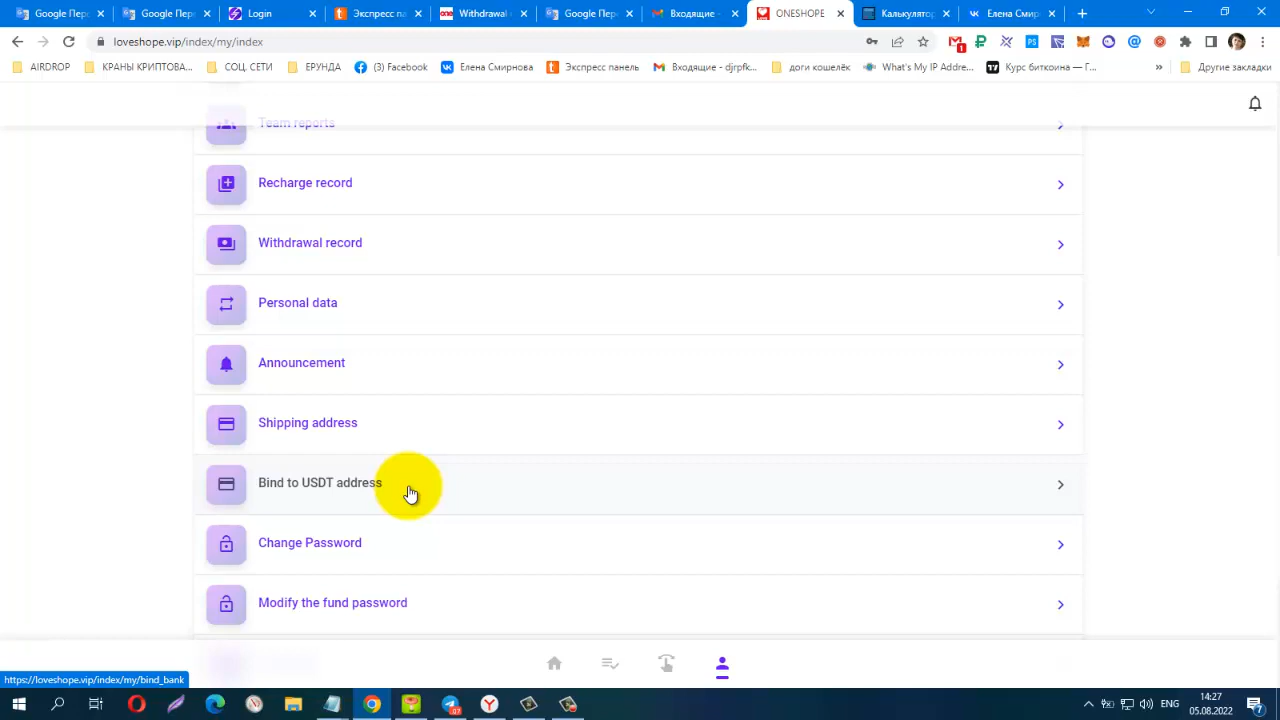 Google Пер
Google Пер
Login
Экспресс па
Withdrawal
Google Пер
Входящие -
ONESHOPE
Калькулятор
Елена Смир
loveshope.vip/index/my/index
AIRDROP
КРАНЫ КРИПТОВА...
СОЦ. СЕТИ
ЕРУНДА
(3) Facebook
Елена Смирнова
Экспресс панель
Входящие - djrpfk...
доги кошелёк
What's My IP Addre...
Курс биткоина — Г...
»
Другие закладки
Team reports
Recharge record
Withdrawal record
Personal data
Announcement
Shipping address
Bind to USDT address
Change Password
Modify the fund password
https://loveshope.vip/index/my/bind_bank
ENG
14:27
05.08.2022